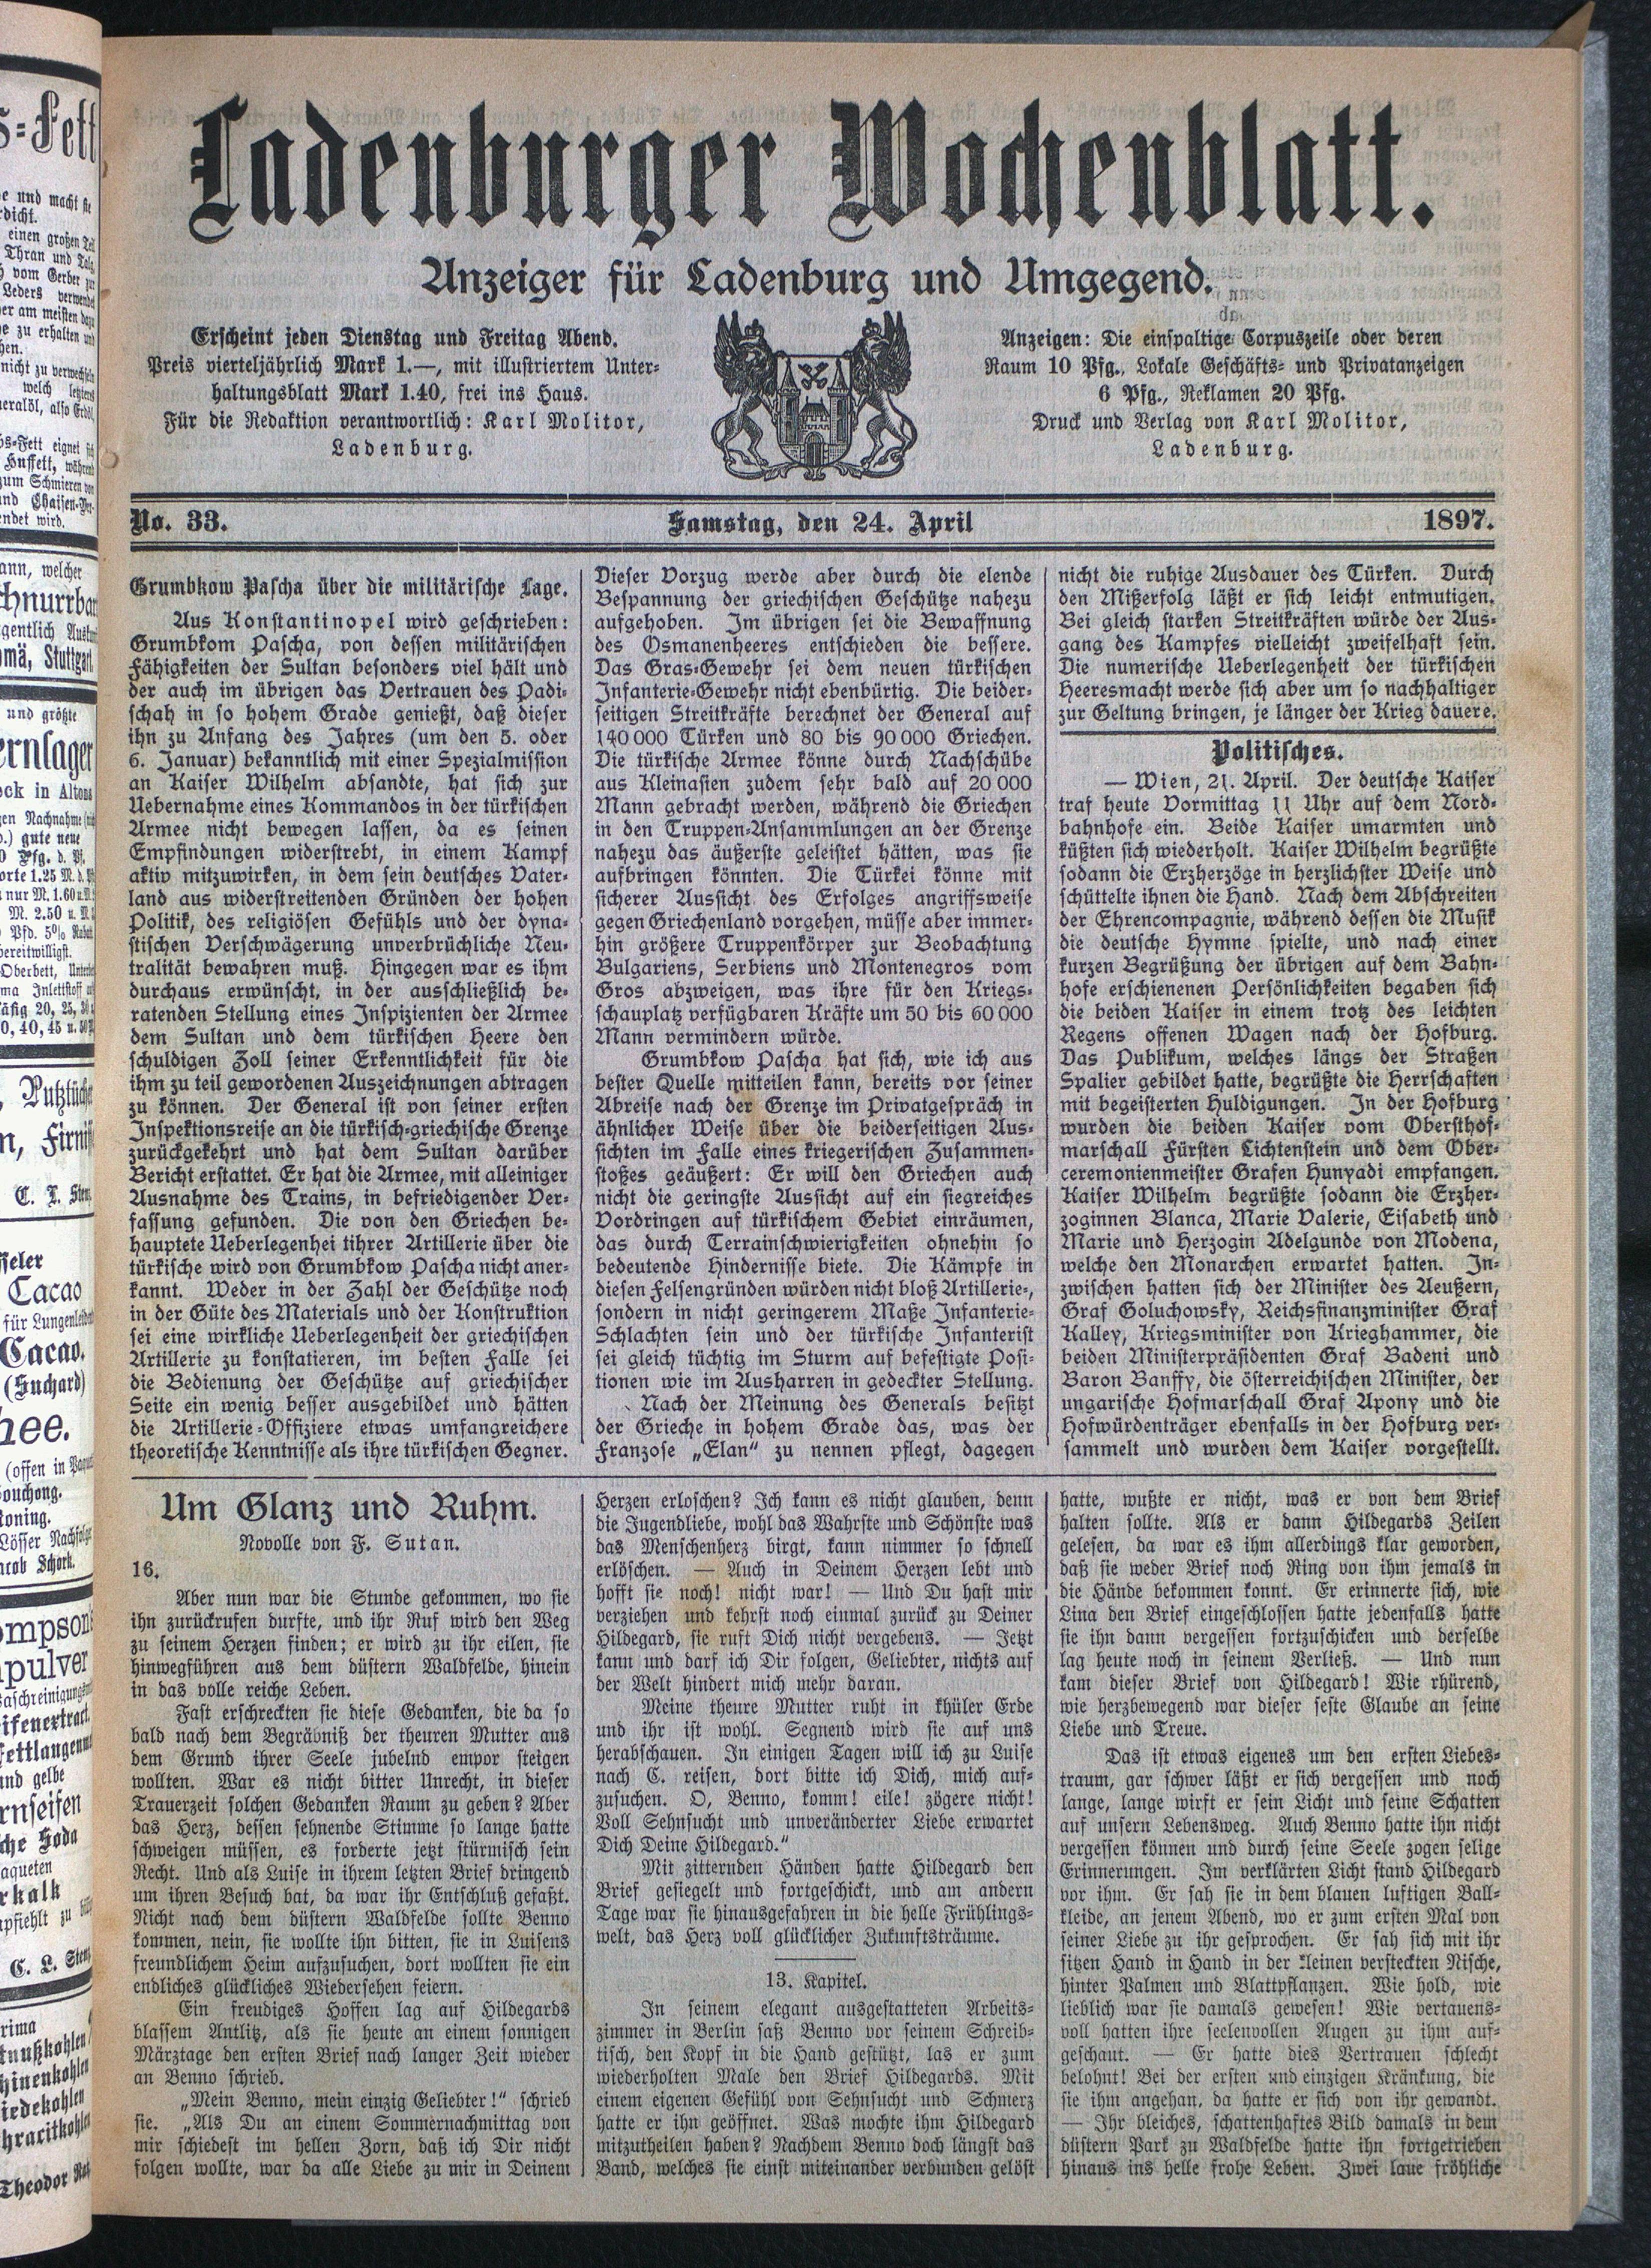 Ladenburger Wochenblatt.
Anzeiger für Ladenburg und Umgegend.
Erscheint jeden Dienstag und Freitag Abend.
Preis vierteljährlich Mark 1.—, mit illustriertem Unter-
haltungsblatt Mark 1.40, frei ins Haus.
Für die Redaktion verantwortlich: Karl Molitor,
Ladenburg.
Anzeigen: Die einspaltige Corpuszeile oder deren
Raum 10 Pfg., Lokale Geschäfts- und Privatanzeigen
6 Pfg., Reklamen 20 Pfg.
Druck und Verlag von Karl Molitor,
Ladenburg.
No. 33.
Samstag, den 24. April
1897.
Grumbkow Pascha über die militärische Lage.
Aus Konstantinopel wird geschrieben:
Grumbkom Pascha, von dessen militärischen
Fähigkeiten der Sultan besonders viel hält und
der auch im übrigen das Vertrauen des Padi-
schah in so hohem Grade genießt, daß dieser
ihn zu Anfang des Jahres (um den 5. oder
6. Januar) bekanntlich mit einer Spezialmission
an Kaiser Wilhelm absandte, hat sich zur
Uebernahme eines Kommandos in der türkischen
Armee nicht bewegen lassen, da es seinen
Empfindungen widerstrebt, in einem Kampf
aktiv mitzuwirken, in dem sein deutsches Vater-
land aus widerstreitenden Gründen der hohen
Politik, des religiösen Gefühls und der dyna-
stischen Verschwägerung unverbrüchliche Neu-
tralität bewahren muß. Hingegen war es ihm
durchaus erwünscht, in der ausschließlich be-
ratenden Stellung eines Inspizienten der Armee
dem Sultan und dem türkischen Heere den
schuldigen Zoll seiner Erkenntlichkeit für die
ihm zu teil gewordenen Auszeichnungen abtragen
zu können. Der General ist von seiner ersten
Inspektionsreise an die türkisch-griechische Grenze
zurückgekehrt und hat dem Sultan darüber
Bericht erstattet. Er hat die Armee, mit alleiniger
Ausnahme des Trains, in befriedigender Ver-
fassung gefunden. Die von den Griechen be-
hauptete Ueberlegenhei tihrer Artillerie über die
türkische wird von Grumbkow Pascha nicht aner-
kannt. Weder in der Zahl der Geschütze noch
in der Güte des Materials und der Konstruktion
sei eine wirkliche Ueberlegenheit der griechischen
Artillerie zu konstatieren, im besten Falle sei
die Bedienung der Geschütze auf griechischer
Seite ein wenig besser ausgebildet und hätten
die Artillerie-Offiziere etwas umfangreichere
theoretische Kenntnisse als ihre türkischen Gegner.
Dieser Vorzug werde aber durch die elende
Bespannung der griechischen Geschütze nahezu
aufgehoben. Im übrigen sei die Bewaffnung
des Osmanenheeres entschieden die bessere.
Das Gras-Gewehr sei dem neuen türkischen
Infanterie-Gewehr nicht ebenbürtig. Die beider-
seitigen Streitkräfte berechnet der General auf
140 000 Türken und 80 bis 90 000 Griechen.
Die türkische Armee könne durch Nachschübe
aus Kleinasien zudem sehr bald auf 20 000
Mann gebracht werden, während die Griechen
in den Truppen-Ansammlungen an der Grenze
nahezu das äußerste geleistet hätten, was sie
aufbringen könnten. Die Türkei könne mit
sicherer Aussicht des Erfolges angriffsweise
gegen Griechenland vorgehen, müsse aber immer-
hin größere Truppenkörper zur Beobachtung
Bulgariens, Serbiens und Montenegros vom
Gros abzweigen, was ihre für den Kriegs-
schauplatz verfügbaren Kräfte um 50 bis 60 000
Mann vermindern würde.
Grumbkow Pascha hat sich, wie ich aus
bester Quelle mitteilen kann, bereits vor seiner
Abreise nach der Grenze im Privatgespräch in
ähnlicher Weise über die beiderseitigen Aus-
sichten im Falle eines kriegerischen Zusammen-
stoßes geäußert: Er will den Griechen auch
nicht die geringste Aussicht auf ein siegreiches
Vordringen auf türkischem Gebiet einräumen,
das durch Terrainschwierigkeiten ohnehin so
bedeutende Hindernisse biete. Die Kämpfe in
diesen Felsengründen würden nicht bloß Artillerie-,
sondern in nicht geringerem Maße Infanterie-
Schlachten sein und der türkische Infanterist
sei gleich tüchtig im Sturm auf befestigte Posi-
tionen wie im Ausharren in gedeckter Stellung.
Nach der Meinung des Generals besitzt
der Grieche in hohem Grade das, was der
Franzose „Elan“ zu nennen pflegt, dagegen
nicht die ruhige Ausdauer des Türken. Durch
den Mißerfolg läßt er sich leicht entmutigen.
Bei gleich starken Streitkräften würde der Aus-
gang des Kampfes vielleicht zweifelhaft sein.
Die numerische Ueberlegenheit der türkischen
Heeresmacht werde sich aber um so nachhaltiger
zur Geltung bringen, je länger der Krieg dauere.
Politisches.
— Wien, 21. April. Der deutsche Kaiser
traf heute Vormittag 11 Uhr auf dem Nord-
bahnhofe ein. Beide Kaiser umarmten und
küßten sich wiederholt. Kaiser Wilhelm begrüßte
sodann die Erzherzöge in herzlichster Weise und
schüttelte ihnen die Hand. Nach dem Abschreiten
der Ehrencompagnie, während dessen die Musik
die deutsche Hymne spielte, und nach einer
kurzen Begrüßung der übrigen auf dem Bahn-
hofe erschienenen Persönlichkeiten begaben sich
die beiden Kaiser in einem trotz des leichten
Regens offenen Wagen nach der Hofburg.
Das Publikum, welches längs der Straßen
Spalier gebildet hatte, begrüßte die Herrschaften
mit begeisterten Huldigungen. In der Hofburg
wurden die beiden Kaiser vom Obersthof-
marschall Fürsten Lichtenstein und dem Ober-
ceremonienmeister Grafen Hunyadi empfangen.
Kaiser Wilhelm begrüßte sodann die Erzher-
zoginnen Blanca, Marie Valerie, Eisabeth und
Marie und Herzogin Adelgunde von Modena,
welche den Monarchen erwartet hatten. In-
zwischen hatten sich der Minister des Aeußern,
Graf Goluchowsky, Reichsfinanzminister Graf
Kalley, Kriegsminister von Krieghammer, die
beiden Ministerpräsidenten Graf Badeni und
Baron Banffy, die österreichischen Minister, der
ungarische Hofmarschall Graf Apony und die
Hofwürdenträger ebenfalls in der Hofburg ver-
sammelt und wurden dem Kaiser vorgestellt.
Um Glanz und Ruhm.
Novolle von F. Sutan.
16.
Aber nun war die Stunde gekommen, wo sie
ihn zurückrufen durfte, und ihr Ruf wird den Weg
zu seinem Herzen finden; er wird zu ihr eilen, sie
hinwegführen aus dem düstern Waldfelde, hinein
in das volle reiche Leben.
Fast erschreckten sie diese Gedanken, die da so
bald nach dem Begräbniß der theuren Mutter aus
dem Grund ihrer Seele jubelnd empor steigen
wollten. War es nicht bitter Unrecht, in dieser
Trauerzeit solchen Gedanken Raum zu geben? Aber
das Herz, dessen sehnende Stimme so lange hatte
schweigen müssen, es forderte jetzt stürmisch sein
Recht. Und als Luise in ihrem letzten Brief dringend
um ihren Besuch bat, da war ihr Entschluß gefaßt.
Nicht nach dem düstern Waldfelde sollte Benno
kommen, nein, sie wollte ihn bitten, sie in Luisens
freundlichem Heim aufzusuchen, dort wollten sie ein
endliches glückliches Wiedersehen feiern.
Ein freudiges Hoffen lag auf Hildegards
blassem Antlitz, als sie heute an einem sonnigen
Märztage den ersten Brief nach langer Zeit wieder
an Benno schrieb.
„Mein Benno, mein einzig Geliebter!“ schrieb
sie. „Als Du an einem Sommernachmittag von
mir schiedest im hellen Zorn, daß ich Dir nicht
folgen wollte, war da alle Liebe zu mir in Deinem
Herzen erloschen? Ich kann es nicht glauben, denn
die Jugendliebe, wohl das Wahrste und Schönste was
das Menschenherz birgt, kann nimmer so schnell
erlöschen. — Auch in Deinem Herzen lebt und
hofft sie noch! nicht war! — Und Du hast mir
verziehen und kehrst noch einmal zurück zu Deiner
Hildegard, sie ruft Dich nicht vergebens. — Jetzt
kann und darf ich Dir folgen, Geliebter, nichts auf
der Welt hindert mich mehr daran.
Meine theure Mutter ruht in khüler Erde
und ihr ist wohl. Segnend wird sie auf uns
herabschauen. In einigen Tagen will ich zu Luise
nach C. reisen, dort bitte ich Dich, mich auf-
zusuchen. O, Benno, komm! eile! zögere nicht!
Voll Sehnsucht und unveränderter Liebe erwartet
Dich Deine Hildegard.“
Mit zitternden Händen hatte Hildegard den
Brief gesiegelt und fortgeschickt, und am andern
Tage war sie hinausgefahren in die helle Frühlings-
welt, das Herz voll glücklicher Zukunftsträume.
13. Kapitel.
In seinem elegant ausgestatteten Arbeits-
zimmer in Berlin saß Benno vor seinem Schreib-
tisch, den Kopf in die Hand gestützt, las er zum
wiederholten Male den Brief Hildegards. Mit
einem eigenen Gefühl von Sehnsucht und Schmerz
hatte er ihn geöffnet. Was mochte ihm Hildegard
mitzutheilen haben? Nachdem Benno doch längst das
Band, welches sie einst miteinander verbunden gelöst
hatte, wußte er nicht, was er von dem Brief
halten sollte. Als er dann Hildegards Zeilen
gelesen, da war es ihm allerdings klar geworden,
daß sie weder Brief noch Ring von ihm jemals in
die Hände bekommen konnt. Er erinnerte sich, wie
Lina den Brief eingeschlossen hatte jedenfalls hatte
sie ihn dann vergessen fortzuschicken und derselbe
lag heute noch in seinem Verließ. — Und nun
kam dieser Brief von Hildegard! Wie rhürend,
wie herzbewegend war dieser feste Glaube an seine
Liebe und Treue.
Das ist etwas eigenes um den ersten Liebes-
traum, gar schwer läßt er sich vergessen und noch
lange, lange wirft er sein Licht und seine Schatten
auf unsern Lebensweg. Auch Benno hatte ihn nicht
vergessen können und durch seine Seele zogen selige
Erinnerungen. Im verklärten Licht stand Hildegard
vor ihm. Er sah sie in dem blauen luftigen Ball-
kleide, an jenem Abend, wo er zum ersten Mal von
seiner Liebe zu ihr gesprochen. Er sah sich mit ihr
sitzen Hand in Hand in der kleinen versteckten Nische,
hinter Palmen und Blattpflanzen. Wie hold, wie
lieblich war sie damals gewesen! Wie vertauens-
voll hatten ihre seelenvollen Augen zu ihm auf-
geschaut. — Er hatte dies Vertrauen schlecht
belohnt! Bei der ersten und einzigen Kränkung, die
sie ihm angehan, da hatte er sich von ihr gewandt.
— Ihr bleiches, schattenhaftes Bild damals in dem
düstern Park zu Waldfelde hatte ihn fortgetrieben
hinaus ins helle frohe Leben. Zwei laue fröhliche